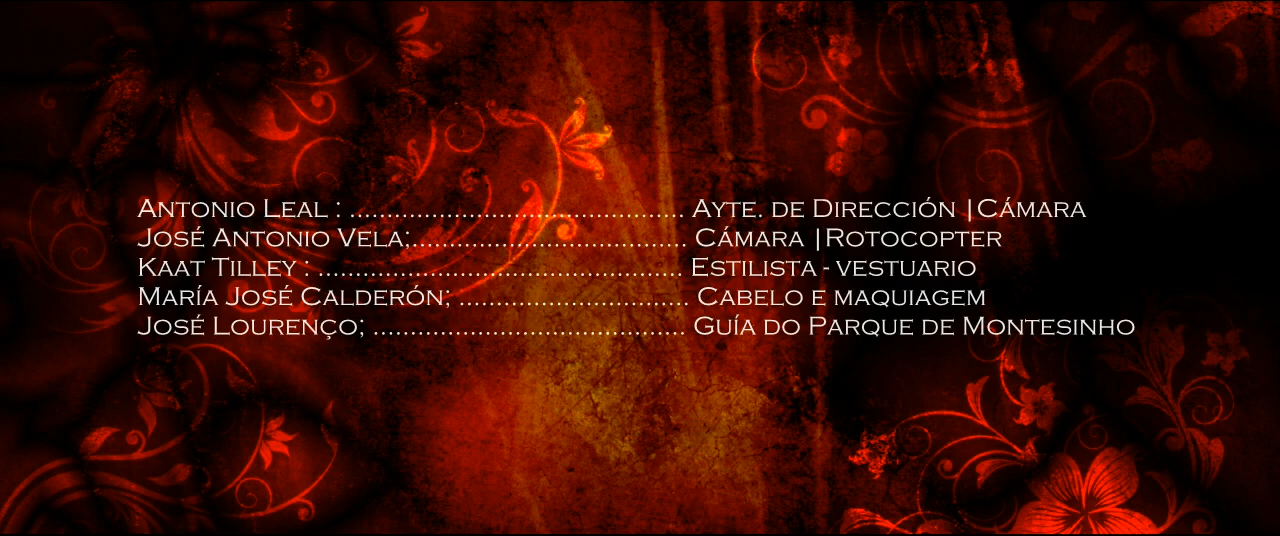 Antonio Leal : ............................................. Ayte. de Dirección |Cámara
José Antonio Vela;..................................... Cámara |Rotocopter
Kaat Tilley : ................................................. Estilista - vestuario
María José Calderón; ............................... Cabelo e maquiagem
José Lourenço; .......................................... Guía do Parque de Montesinho